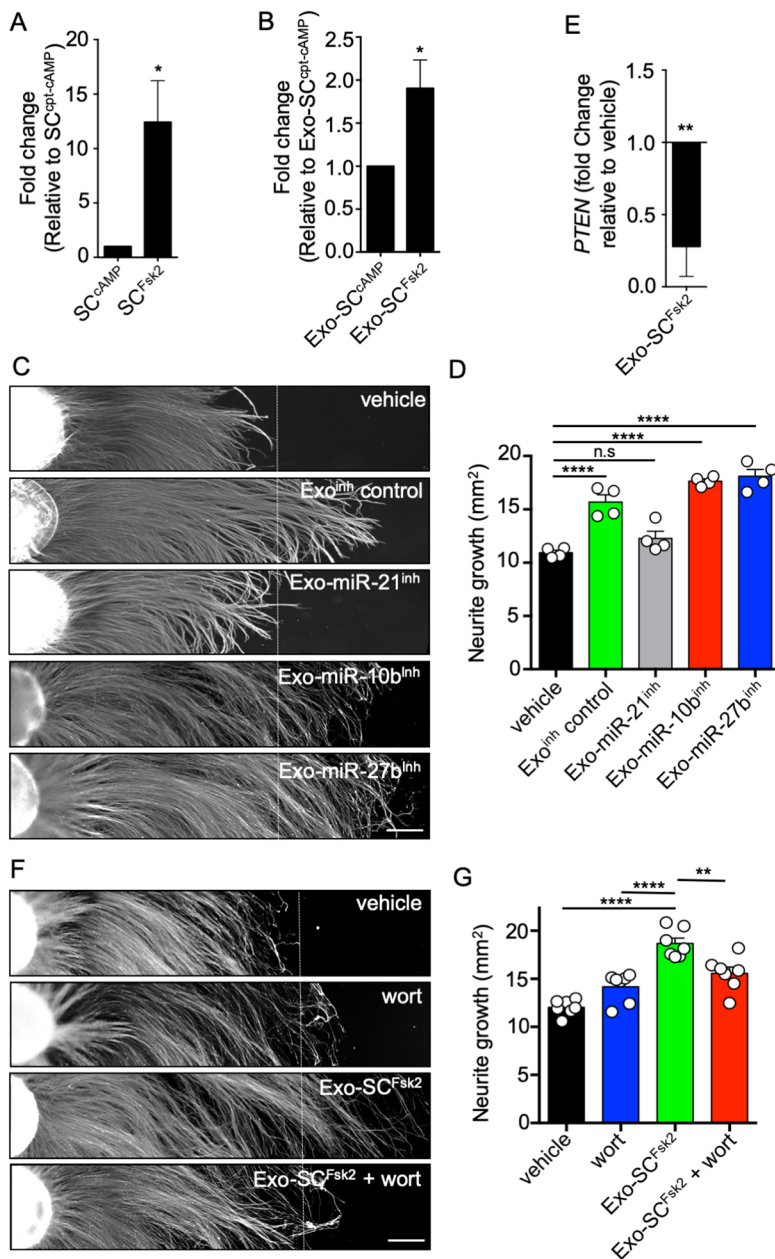 A
Fold change
(Relative to SC^cpt-cAMP)
20
15
10
5
0
*
SC^cAMP
SC^Fsk2
B
Fold change
(Relative to Exo-SC^cpt-cAMP)
2.5
2.0
1.5
1.0
0.5
0.0
*
Exo-SC^cAMP
Exo-SC^Fsk2
E
PTEN (fold Change
relative to vehicle)
1.5
1.0
0.5
0.0
**
Exo-SC^Fsk2
C
vehicle
Exo^inh control
Exo-miR-21^inh
Exo-miR-10b^Inh
Exo-miR-27b^Inh
D
Neurite growth (mm²)
20
15
10
5
0
****
****
n.s
****
vehicle
Exo^inh control
Exo-miR-21^inh
Exo-miR-10b^inh
Exo-miR-27b^inh
F
vehicle
wort
Exo-SC^Fsk2
Exo-SC^Fsk2 + wort
G
Neurite growth (mm²)
25
20
15
10
5
0
****
**
****
vehicle
wort
Exo-SC^Fsk2
Exo-SC^Fsk2 + wort